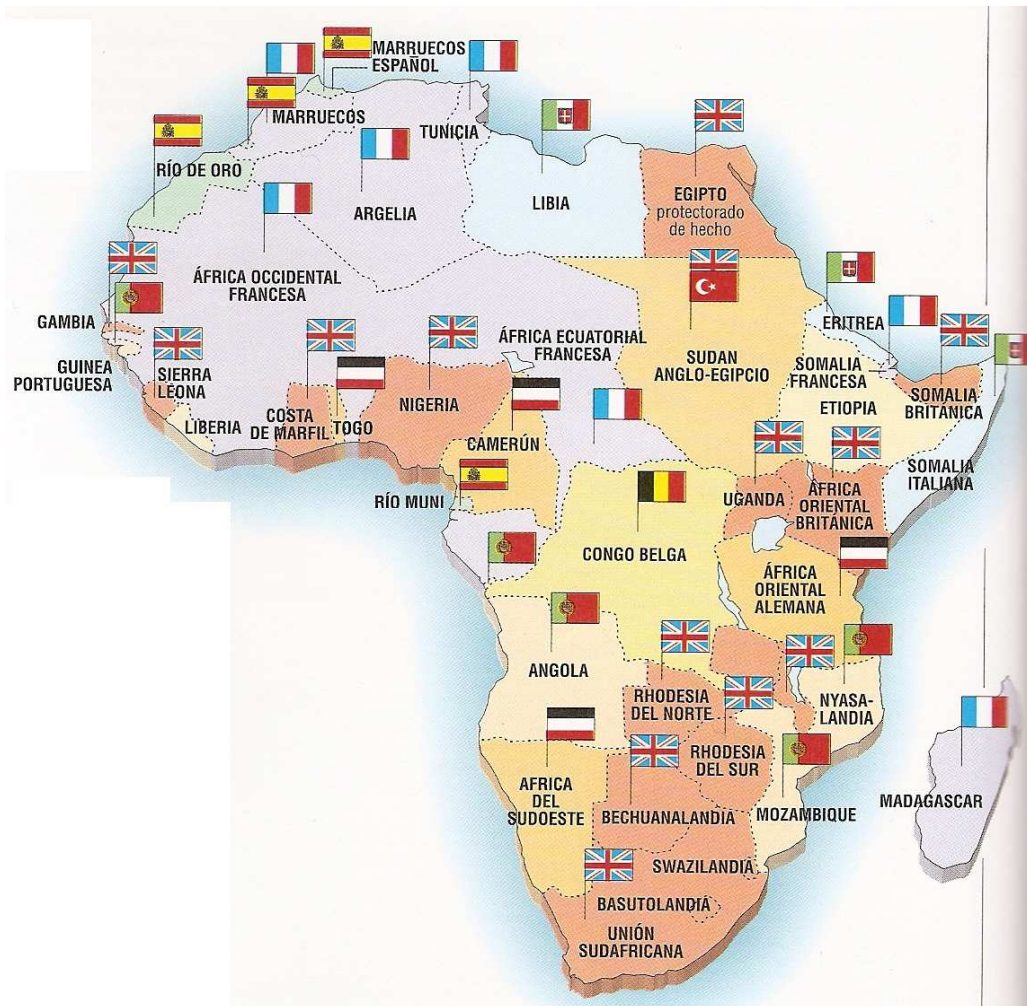 MARRUECOS
ESPAÑOL
MARRUECOS
TUNICIA
RÍO DE ORO
ARGELIA
LIBIA
EGIPTO
protectorado
de hecho
ÁFRICA OCCIDENTAL
FRANCESA
GAMBIA
GUINEA
PORTUGUESA
SIERRA
LEONA
LIBERIA
COSTA
DE MARFIL
TOGO
NIGERIA
ÁFRICA ECUATORIAL
FRANCESA
CAMERÚN
RÍO MUNI
SUDAN
ANGLO-EGIPCIO
ERITREA
SOMALIA
FRANCESA
ETIOPIA
SOMALIA
BRITÁNICA
SOMALIA
ITALIANA
UGANDA
ÁFRICA
ORIENTAL
BRITÁNICA
CONGO BELGA
ÁFRICA
ORIENTAL
ALEMANA
ANGOLA
RHODESIA
DEL NORTE
NYASA-
LANDIA
RHODESIA
DEL SUR
MOZAMBIQUE
MADAGASCAR
AFRICA
DEL
SUDOESTE
BECHUANALANDIA
SWAZILANDIA
BASUTOLANDIA
UNIÓN
SUDAFRICANA